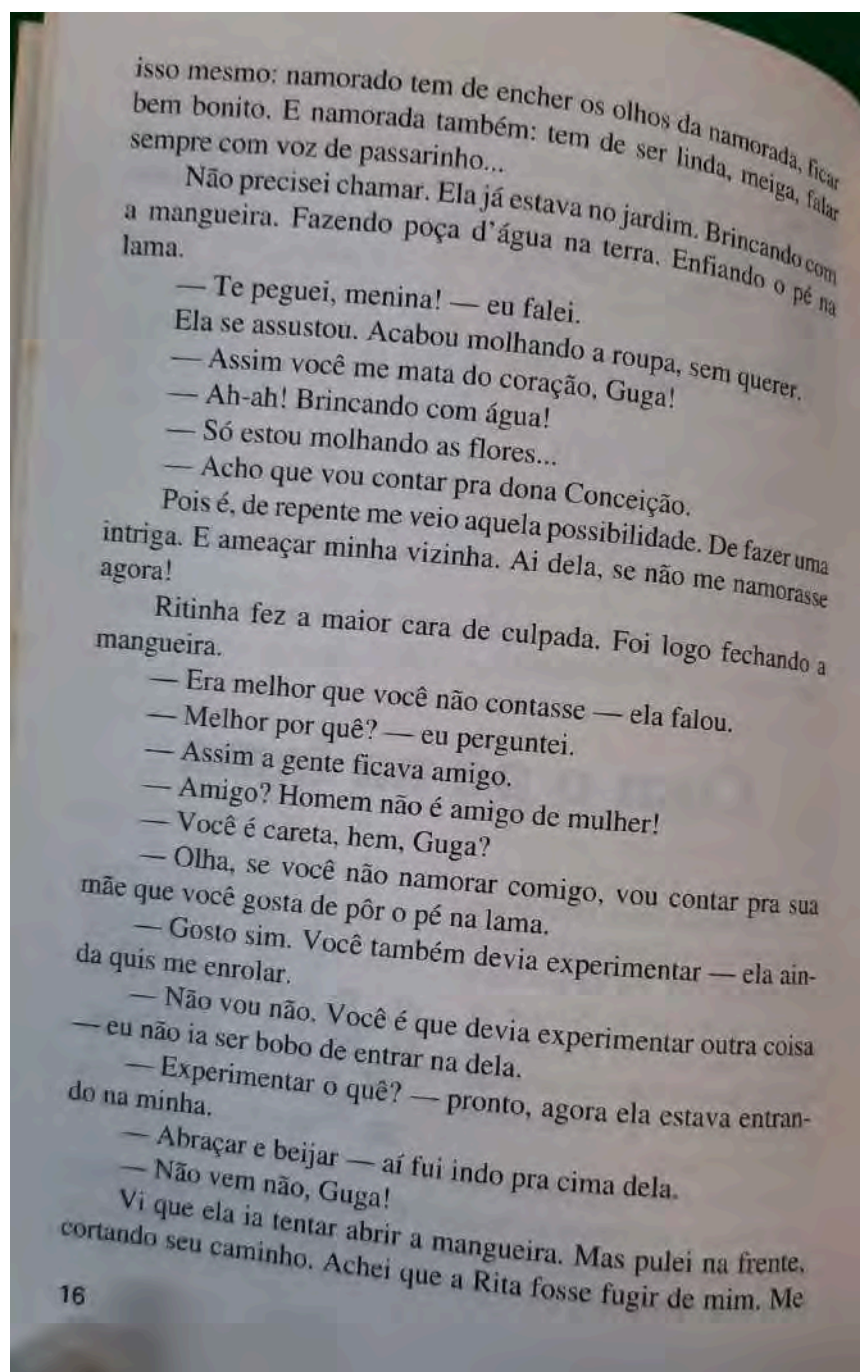 isso mesmo: namorado tem de encher os olhos da namorada, ficar
bem bonito. E namorada também: tem de ser linda, meiga, falar
sempre com voz de passarinho...
Não precisei chamar. Ela já estava no jardim. Brincando com
a mangueira. Fazendo poça d'água na terra. Enfiando o pé na
lama.
— Te peguei, menina! — eu falei.
Ela se assustou. Acabou molhando a roupa, sem querer.
— Assim você me mata do coração, Guga!
— Ah-ah! Brincando com água!
— Só estou molhando as flores...
— Acho que vou contar pra dona Conceição.
Pois é, de repente me veio aquela possibilidade. De fazer uma
intriga. E ameaçar minha vizinha. Ai dela, se não me namorasse
agora!
Ritinha fez a maior cara de culpada. Foi logo fechando a
mangueira.
— Era melhor que você não contasse — ela falou.
— Melhor por quê? — eu perguntei.
— Assim a gente ficava amigo.
— Amigo? Homem não é amigo de mulher!
— Você é careta, hem, Guga?
— Olha, se você não namorar comigo, vou contar pra sua
mãe que você gosta de pôr o pé na lama.
— Gosto sim. Você também devia experimentar — ela ain-
da quis me enrolar.
— Não vou não. Você é que devia experimentar outra coisa
— eu não ia ser bobo de entrar na dela.
— Experimentar o quê? — pronto, agora ela estava entran-
do na minha.
— Abraçar e beijar — aí fui indo pra cima dela.
— Não vem não, Guga!
Vi que ela ia tentar abrir a mangueira. Mas pulei na frente,
cortando seu caminho. Achei que a Rita fosse fugir de mim. Me
16